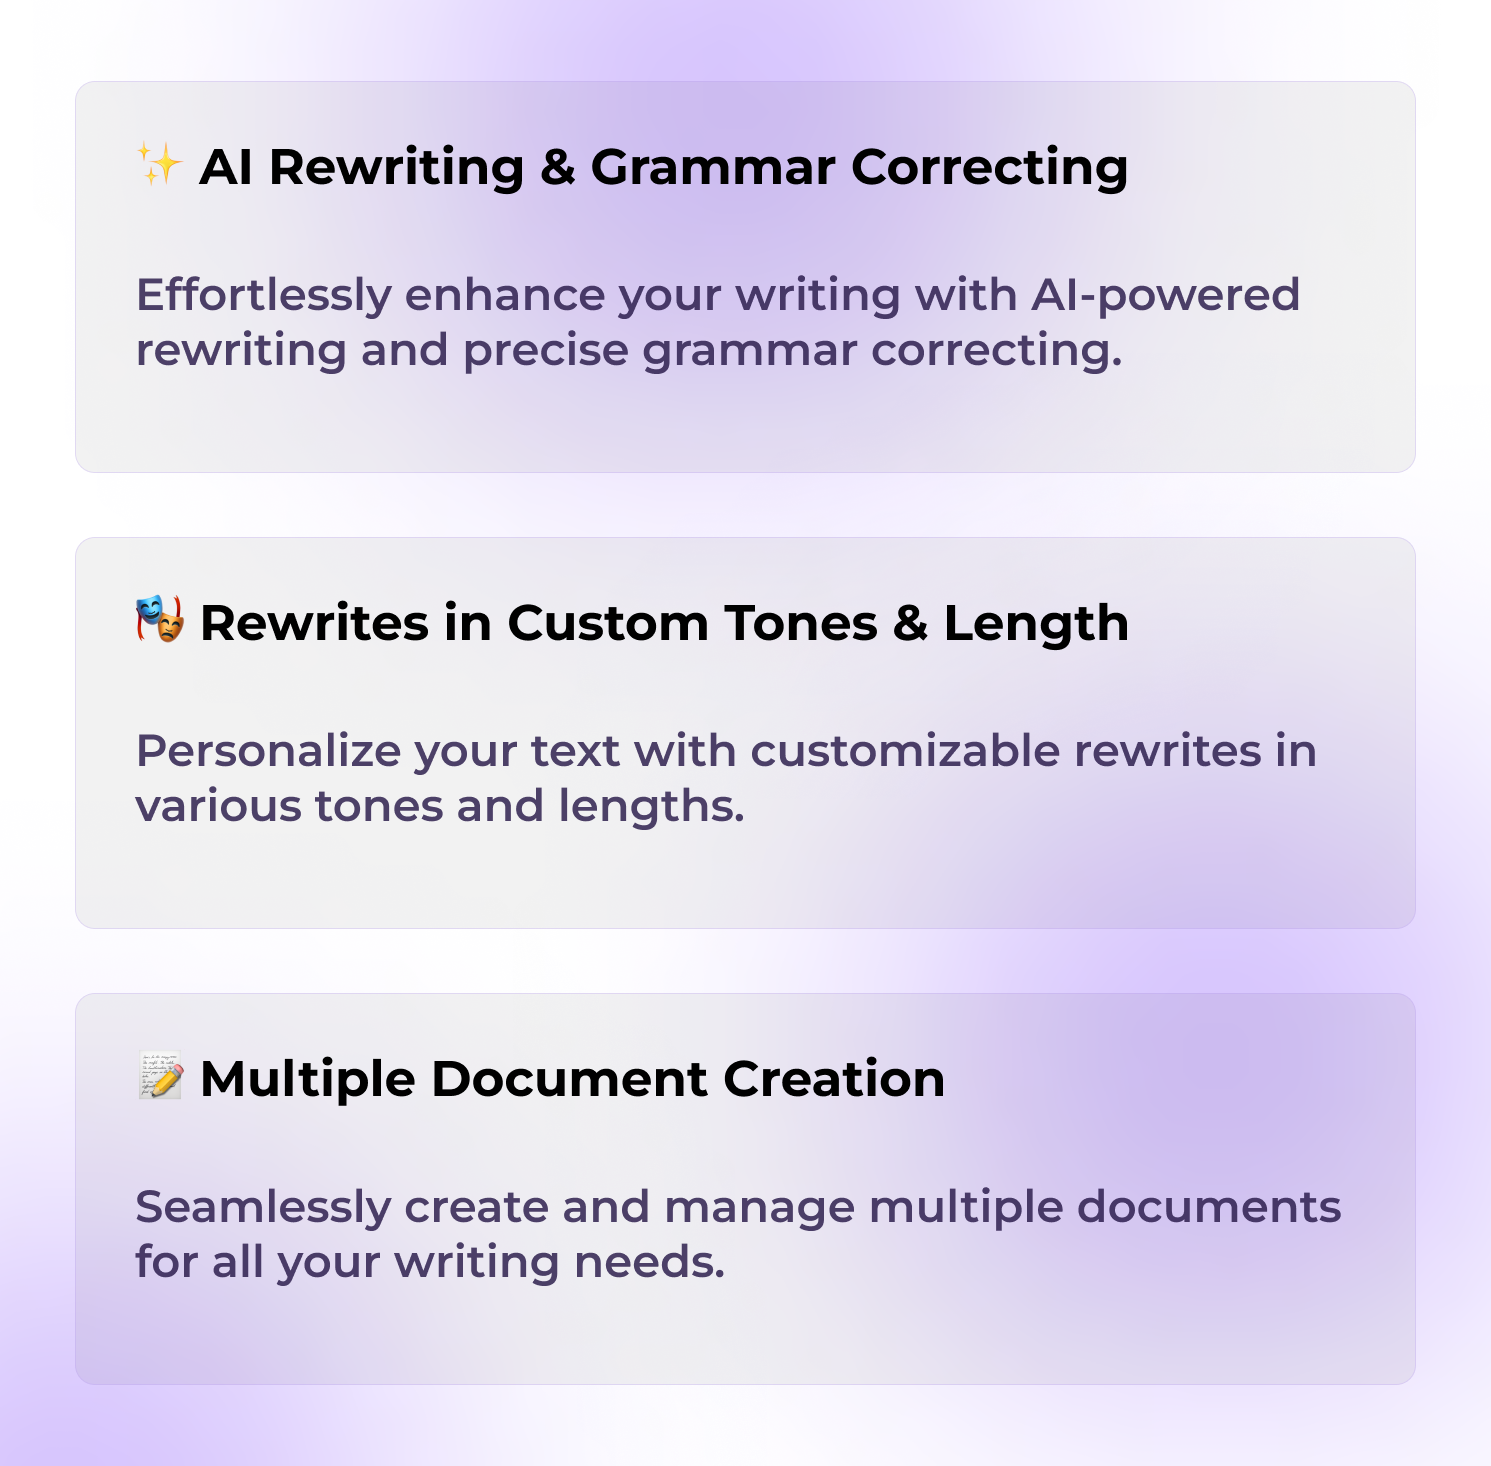 ✨ AI Rewriting & Grammar Correcting
Effortlessly enhance your writing with AI-powered
rewriting and precise grammar correcting.
🎭 Rewrites in Custom Tones & Length
Personalize your text with customizable rewrites in
various tones and lengths.
📝 Multiple Document Creation
Seamlessly create and manage multiple documents
for all your writing needs.